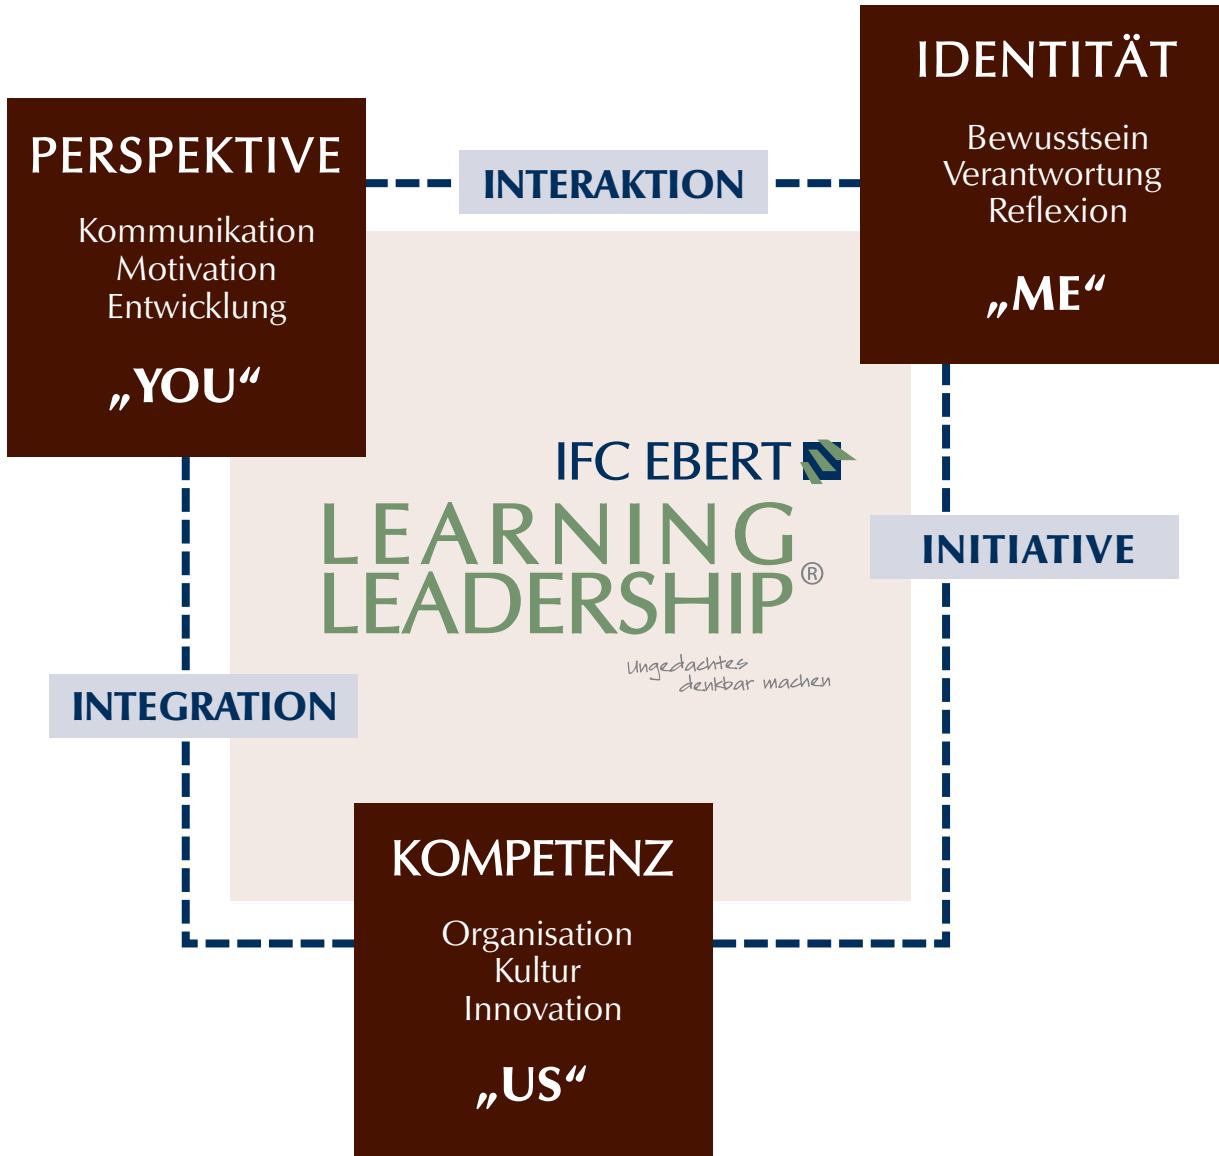 IDENTITÄT
Bewusstsein
Verantwortung
Reflexion
„ME“
PERSPEKTIVE
Kommunikation
Motivation
Entwicklung
„YOU“
INTERAKTION
IFC EBERT
LEARNING
LEADERSHIP®
Ungedachtes
denkbar machen
INITIATIVE
INTEGRATION
KOMPETENZ
Organisation
Kultur
Innovation
„US“